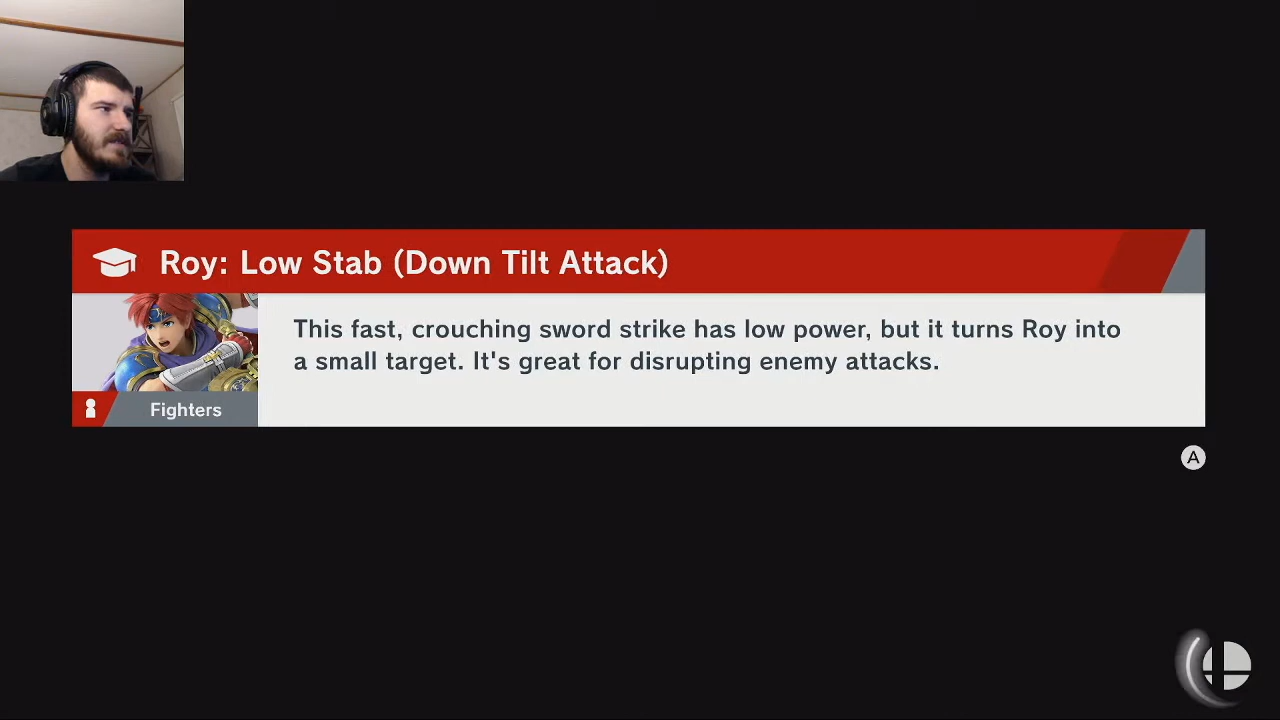 Roy: Low Stab (Down Tilt Attack)
This fast, crouching sword strike has low power, but it turns Roy into
a small target. It's great for disrupting enemy attacks.
Fighters
A